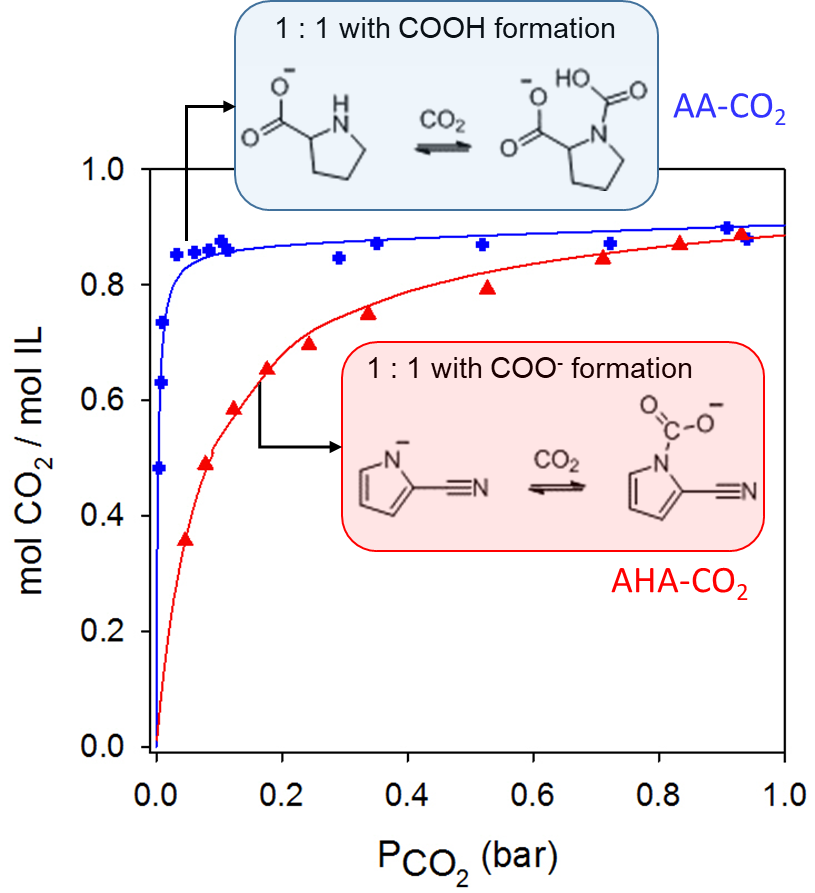 1 : 1 with COOH formation
O⁻
O
H
N
CO₂
O⁻
O
HO
O
N
AA-CO₂
1.0
0.8
0.6
0.4
0.2
0.0
mol CO₂ / mol IL
1 : 1 with COO⁻ formation
N⁻
N
CO₂
O
C
O⁻
N
N
AHA-CO₂
0.0 0.2 0.4 0.6 0.8 1.0
P_CO₂ (bar)